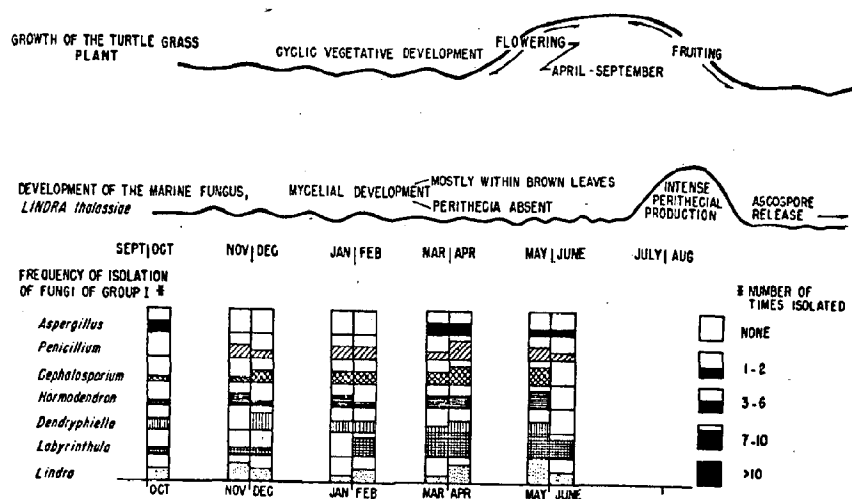 GROWTH OF THE TURTLE GRASS
PLANT
CYCLIC VEGETATIVE DEVELOPMENT
FLOWERING
APRIL-SEPTEMBER
FRUITING
DEVELOPMENT OF THE MARINE FUNGUS,
LINDRA thalassiae
MYCELIAL DEVELOPMENT
MOSTLY WITHIN BROWN LEAVES
PERITHECIA ABSENT
INTENSE
PERITHECIAL
PRODUCTION
ASCOSPORE
RELEASE
SEPT OCT
NOV DEC
JAN FEB
MAR APR
MAY JUNE
JULY AUG
FREQUENCY OF ISOLATION
OF FUNGI OF GROUP I *
* NUMBER OF
TIMES ISOLATED
Aspergillus
Penicillium
Cephalosporium
Hormodendron
Dendryphiella
Labyrinthula
Lindra
NONE
1-2
3-6
7-10
>10
OCT
NOV DEC
JAN FEB
MAR APR
MAY JUNE